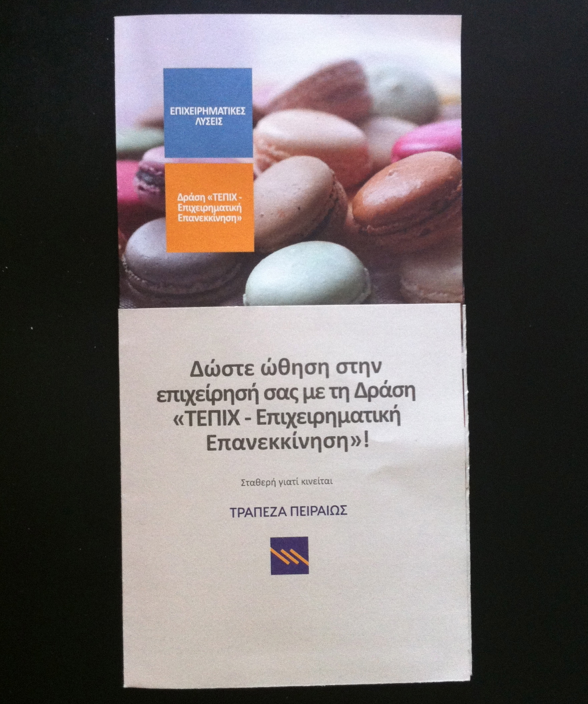 ΕΠΙΧΕΙΡΗΜΑΤΙΚΕΣ
ΛΥΣΕΙΣ
Δράση «ΤΕΠΙΧ -
Επιχειρηματική
Επανεκκίνηση»
Δώστε ώθηση στην
επιχείρησή σας με τη Δράση
«ΤΕΠΙΧ - Επιχειρηματική
Επανεκκίνηση»!
Σταθερή γιατί κινείται
ΤΡΑΠΕΖΑ ΠΕΙΡΑΙΩΣ